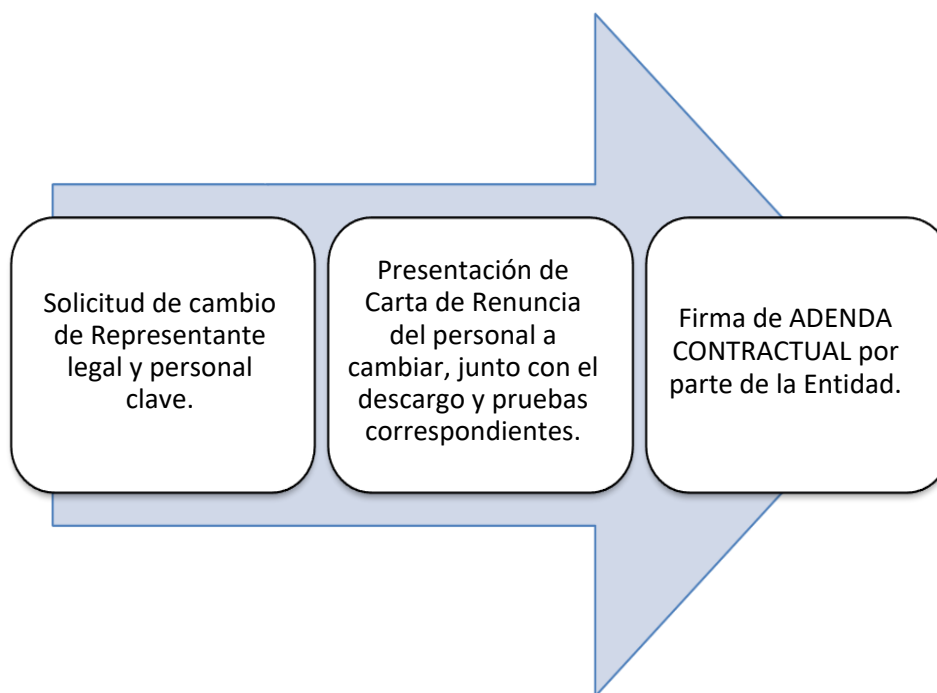 Solicitud de cambio
de Representante
legal y personal
clave.
Presentación de
Carta de Renuncia
del personal a
cambiar, junto con el
descargo y pruebas
correspondientes.
Firma de ADENDA
CONTRACTUAL por
parte de la Entidad.